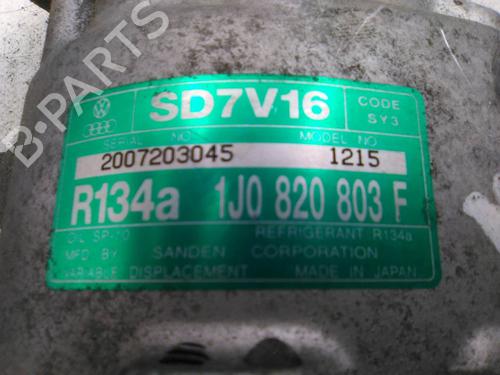 SD7V16
CODE
SY3
SERIAL NO
MODEL NO
2007203045 1215
R134a 1J0 820 803 F
OIL SP-10 REFRIGERANT R134a
MFD BY SANDEN CORPORATION
VARIABLE DISPLACEMENT MADE IN JAPAN
B-PARTS